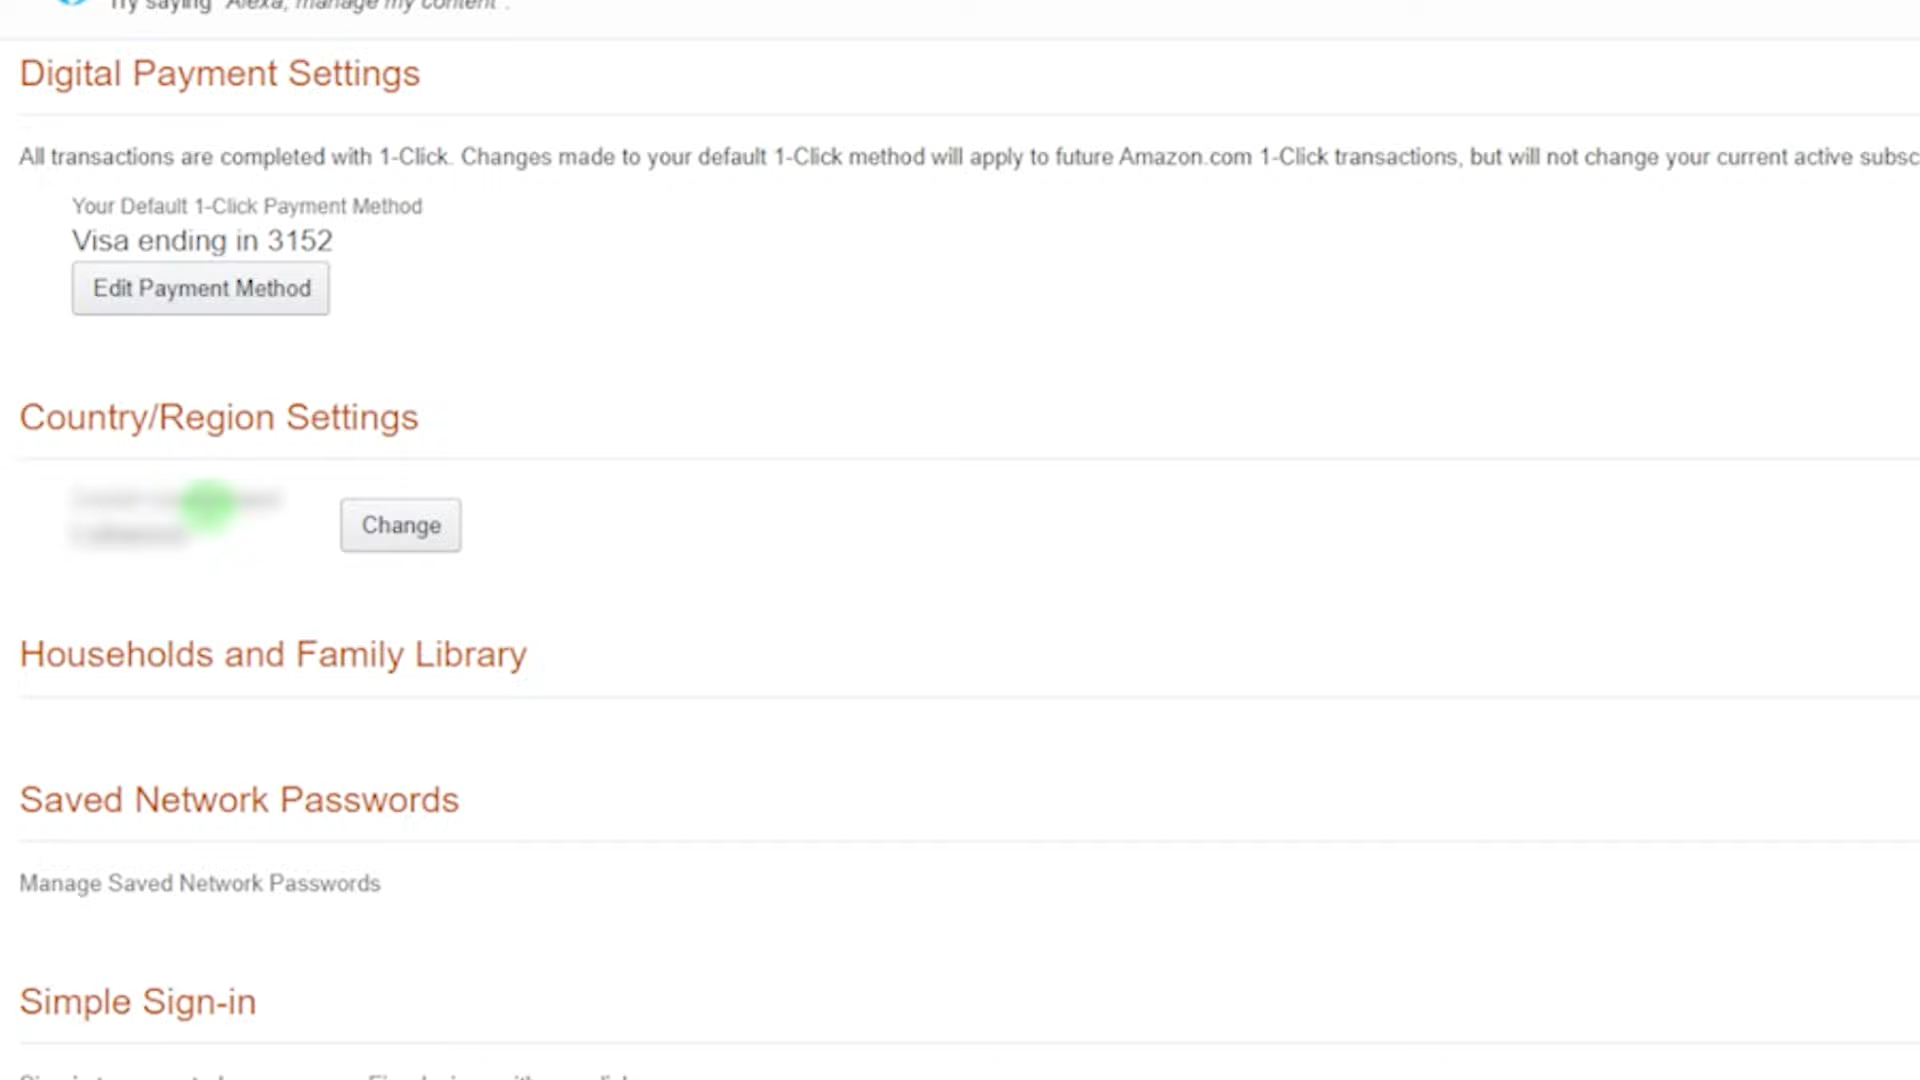 Try saying "Alexa, manage my content".
Digital Payment Settings
All transactions are completed with 1-Click. Changes made to your default 1-Click method will apply to future Amazon.com 1-Click transactions, but will not change your current active subsc
Your Default 1-Click Payment Method
Visa ending in 3152
Edit Payment Method
Country/Region Settings
Change
Households and Family Library
Saved Network Passwords
Manage Saved Network Passwords
Simple Sign-in